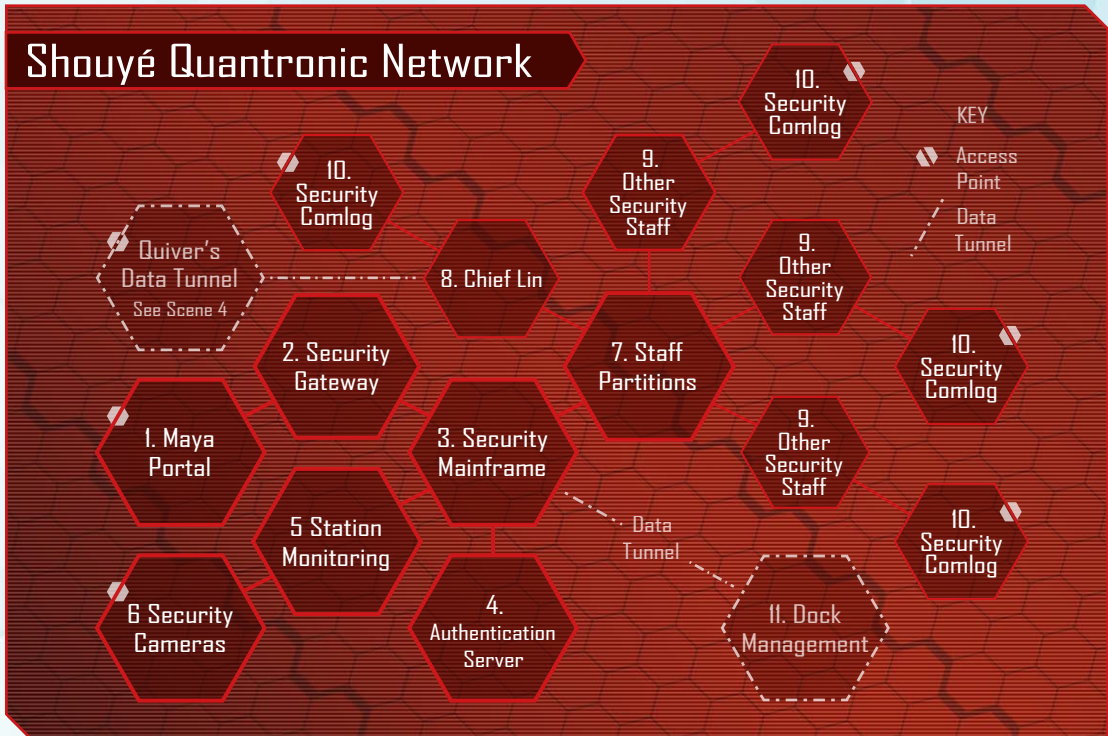 Shouyé Quantronic Network
10.
Security
Comlog
KEY
Access
Point
Data
Tunnel
9.
Other
Security
Staff
10.
Security
Comlog
Quiver's
Data Tunnel
See Scene 4
8. Chief Lin
9.
Other
Security
Staff
2. Security
Gateway
7. Staff
Partitions
10.
Security
Comlog
1. Maya
Portal
3. Security
Mainframe
9.
Other
Security
Staff
5 Station
Monitoring
Data
Tunnel
10.
Security
Comlog
6 Security
Cameras
4.
Authentication
Server
11. Dock
Management